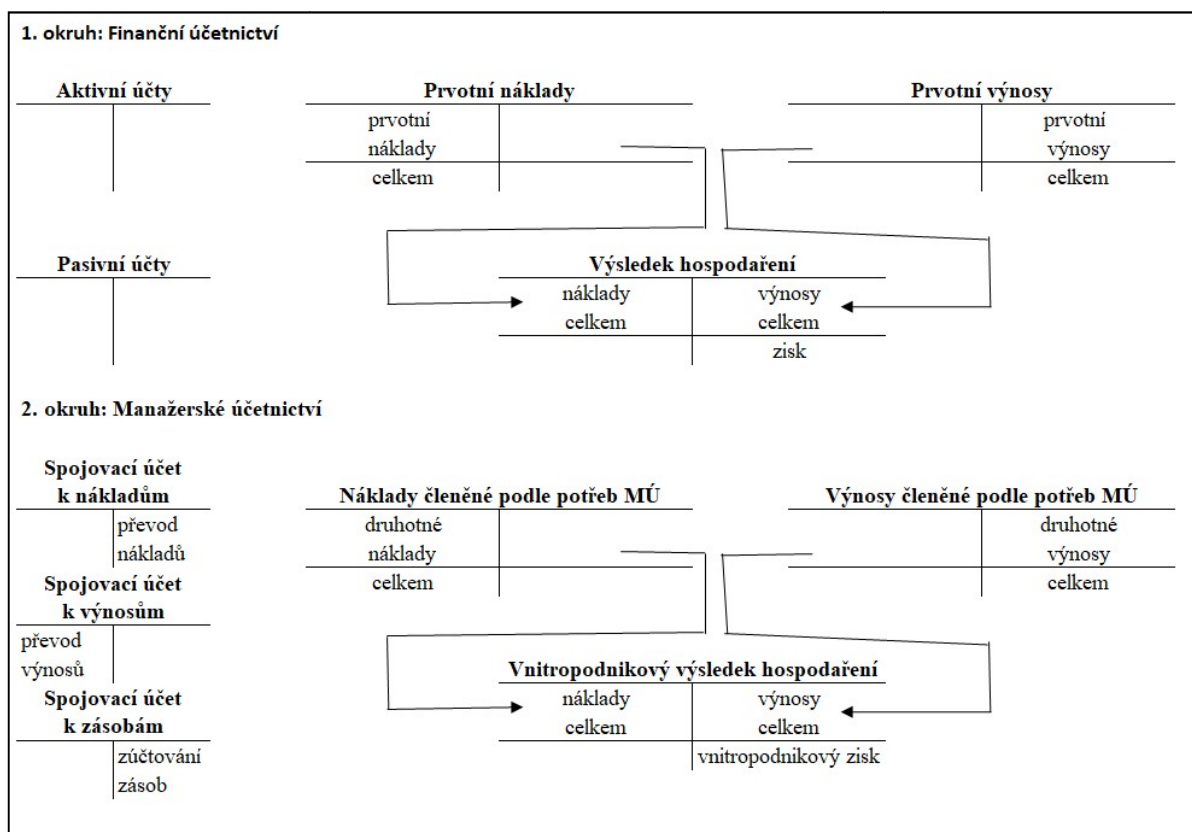 1. okruh: Finanční účetnictví
Aktivní účty
Prvotní náklady
Prvotní výnosy
prvotní
náklady
celkem
prvotní
výnosy
celkem
Pasivní účty
Výsledek hospodaření
náklady
celkem
výnosy
celkem
zisk
2. okruh: Manažerské účetnictví
Spojovací účet
k nákladům
Náklady členěné podle potřeb MÚ
Výnosy členěné podle potřeb MÚ
převod
nákladů
druhotné
náklady
celkem
druhotné
výnosy
celkem
Spojovací účet
k výnosům
převod
výnosů
Vnitropodnikový výsledek hospodaření
náklady
celkem
výnosy
celkem
vnitropodnikový zisk
Spojovací účet
k zásobám
zúčtování
zásob